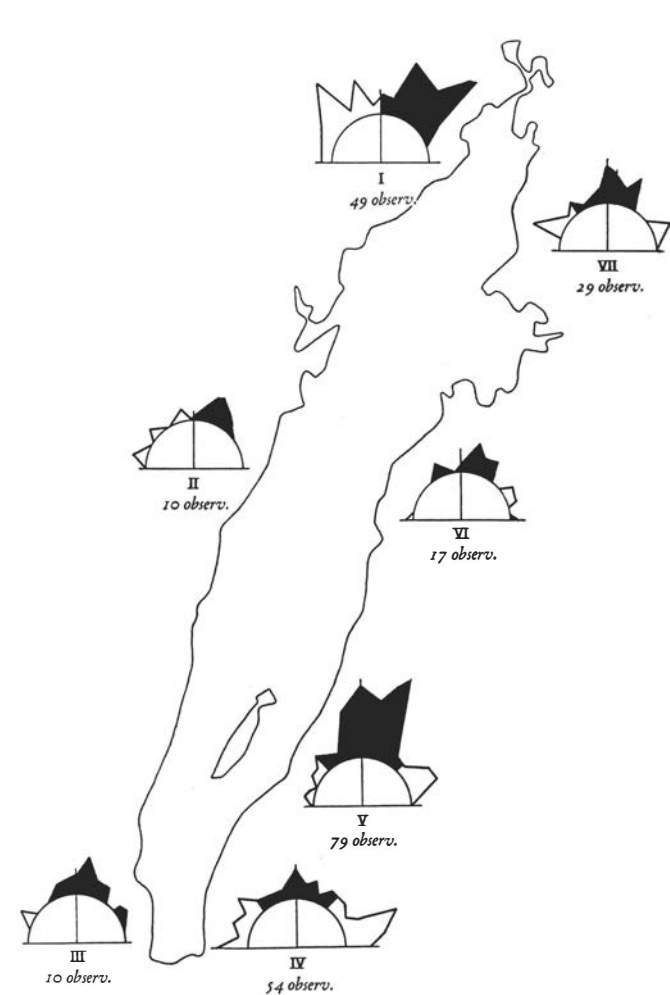 I
49 observ.
VII
29 observ.
II
10 observ.
VI
17 observ.
V
79 observ.
III
10 observ.
IV
54 observ.